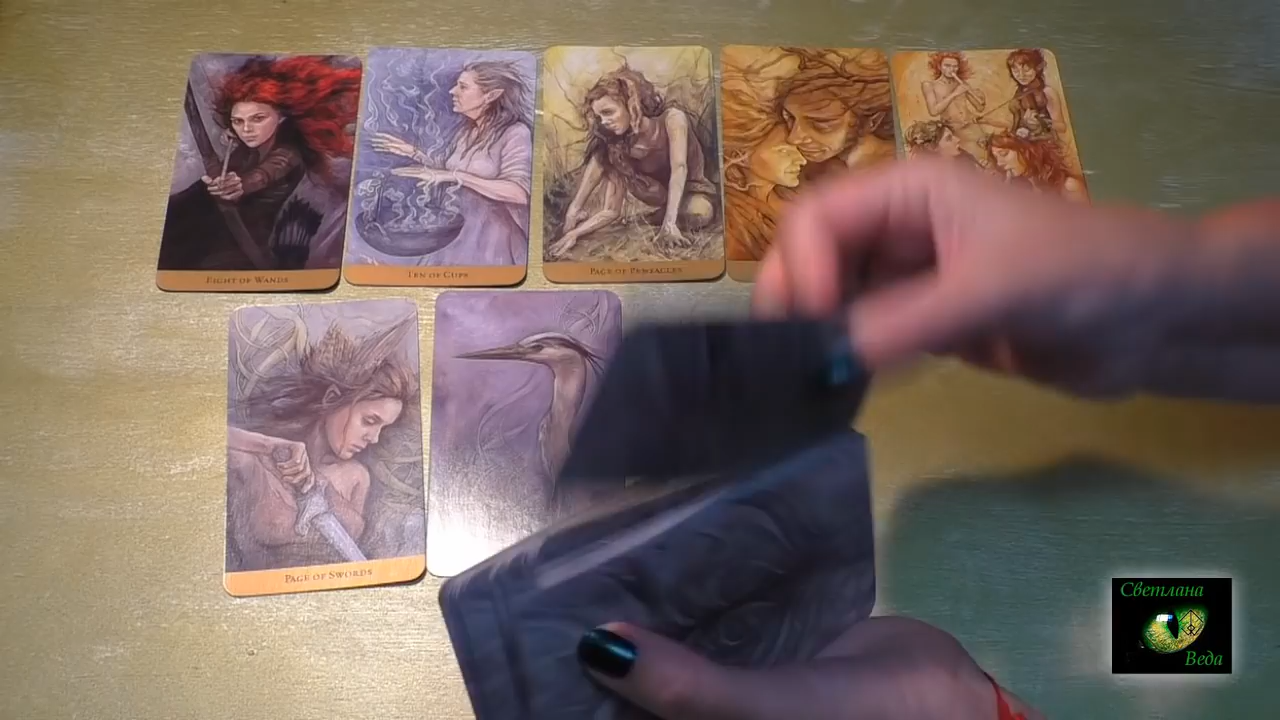 EIGHT OF WANDS
TEN OF CUPS
PAGE OF PENTACLES
PAGE OF SWORDS
Светлана
Веда